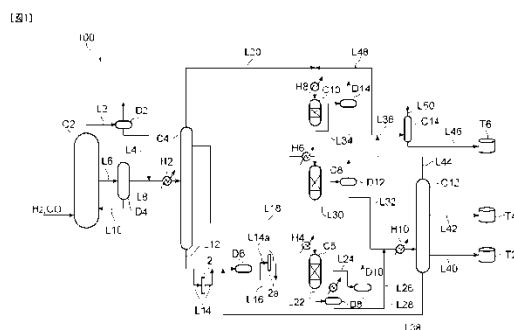 [図1]
100
L20
L48
H8
C10
D14
L50
C14
T6
L2
D2
C2
C4
L4
L34
L38
L46
L6
H2
H6
C8
L44
C12
L8
D12
L18
T4
H2,CO
L10
D4
L30
L32
L42
H4
C6
H10
L12
L14a
L24
T2
2
D6
D10
L40
L14
L16
2a
L26
L22
D8
L28
L38